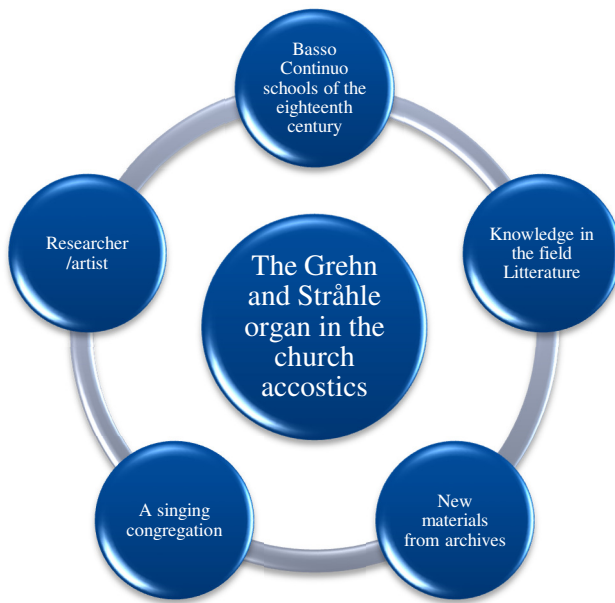 Basso
Continuo
schools of the
eighteenth
century
Researcher
/artist
Knowledge in
the field
Litterature
The Grehn
and Stråhle
organ in the
church
accostics
A singing
congregation
New
materials
from archives